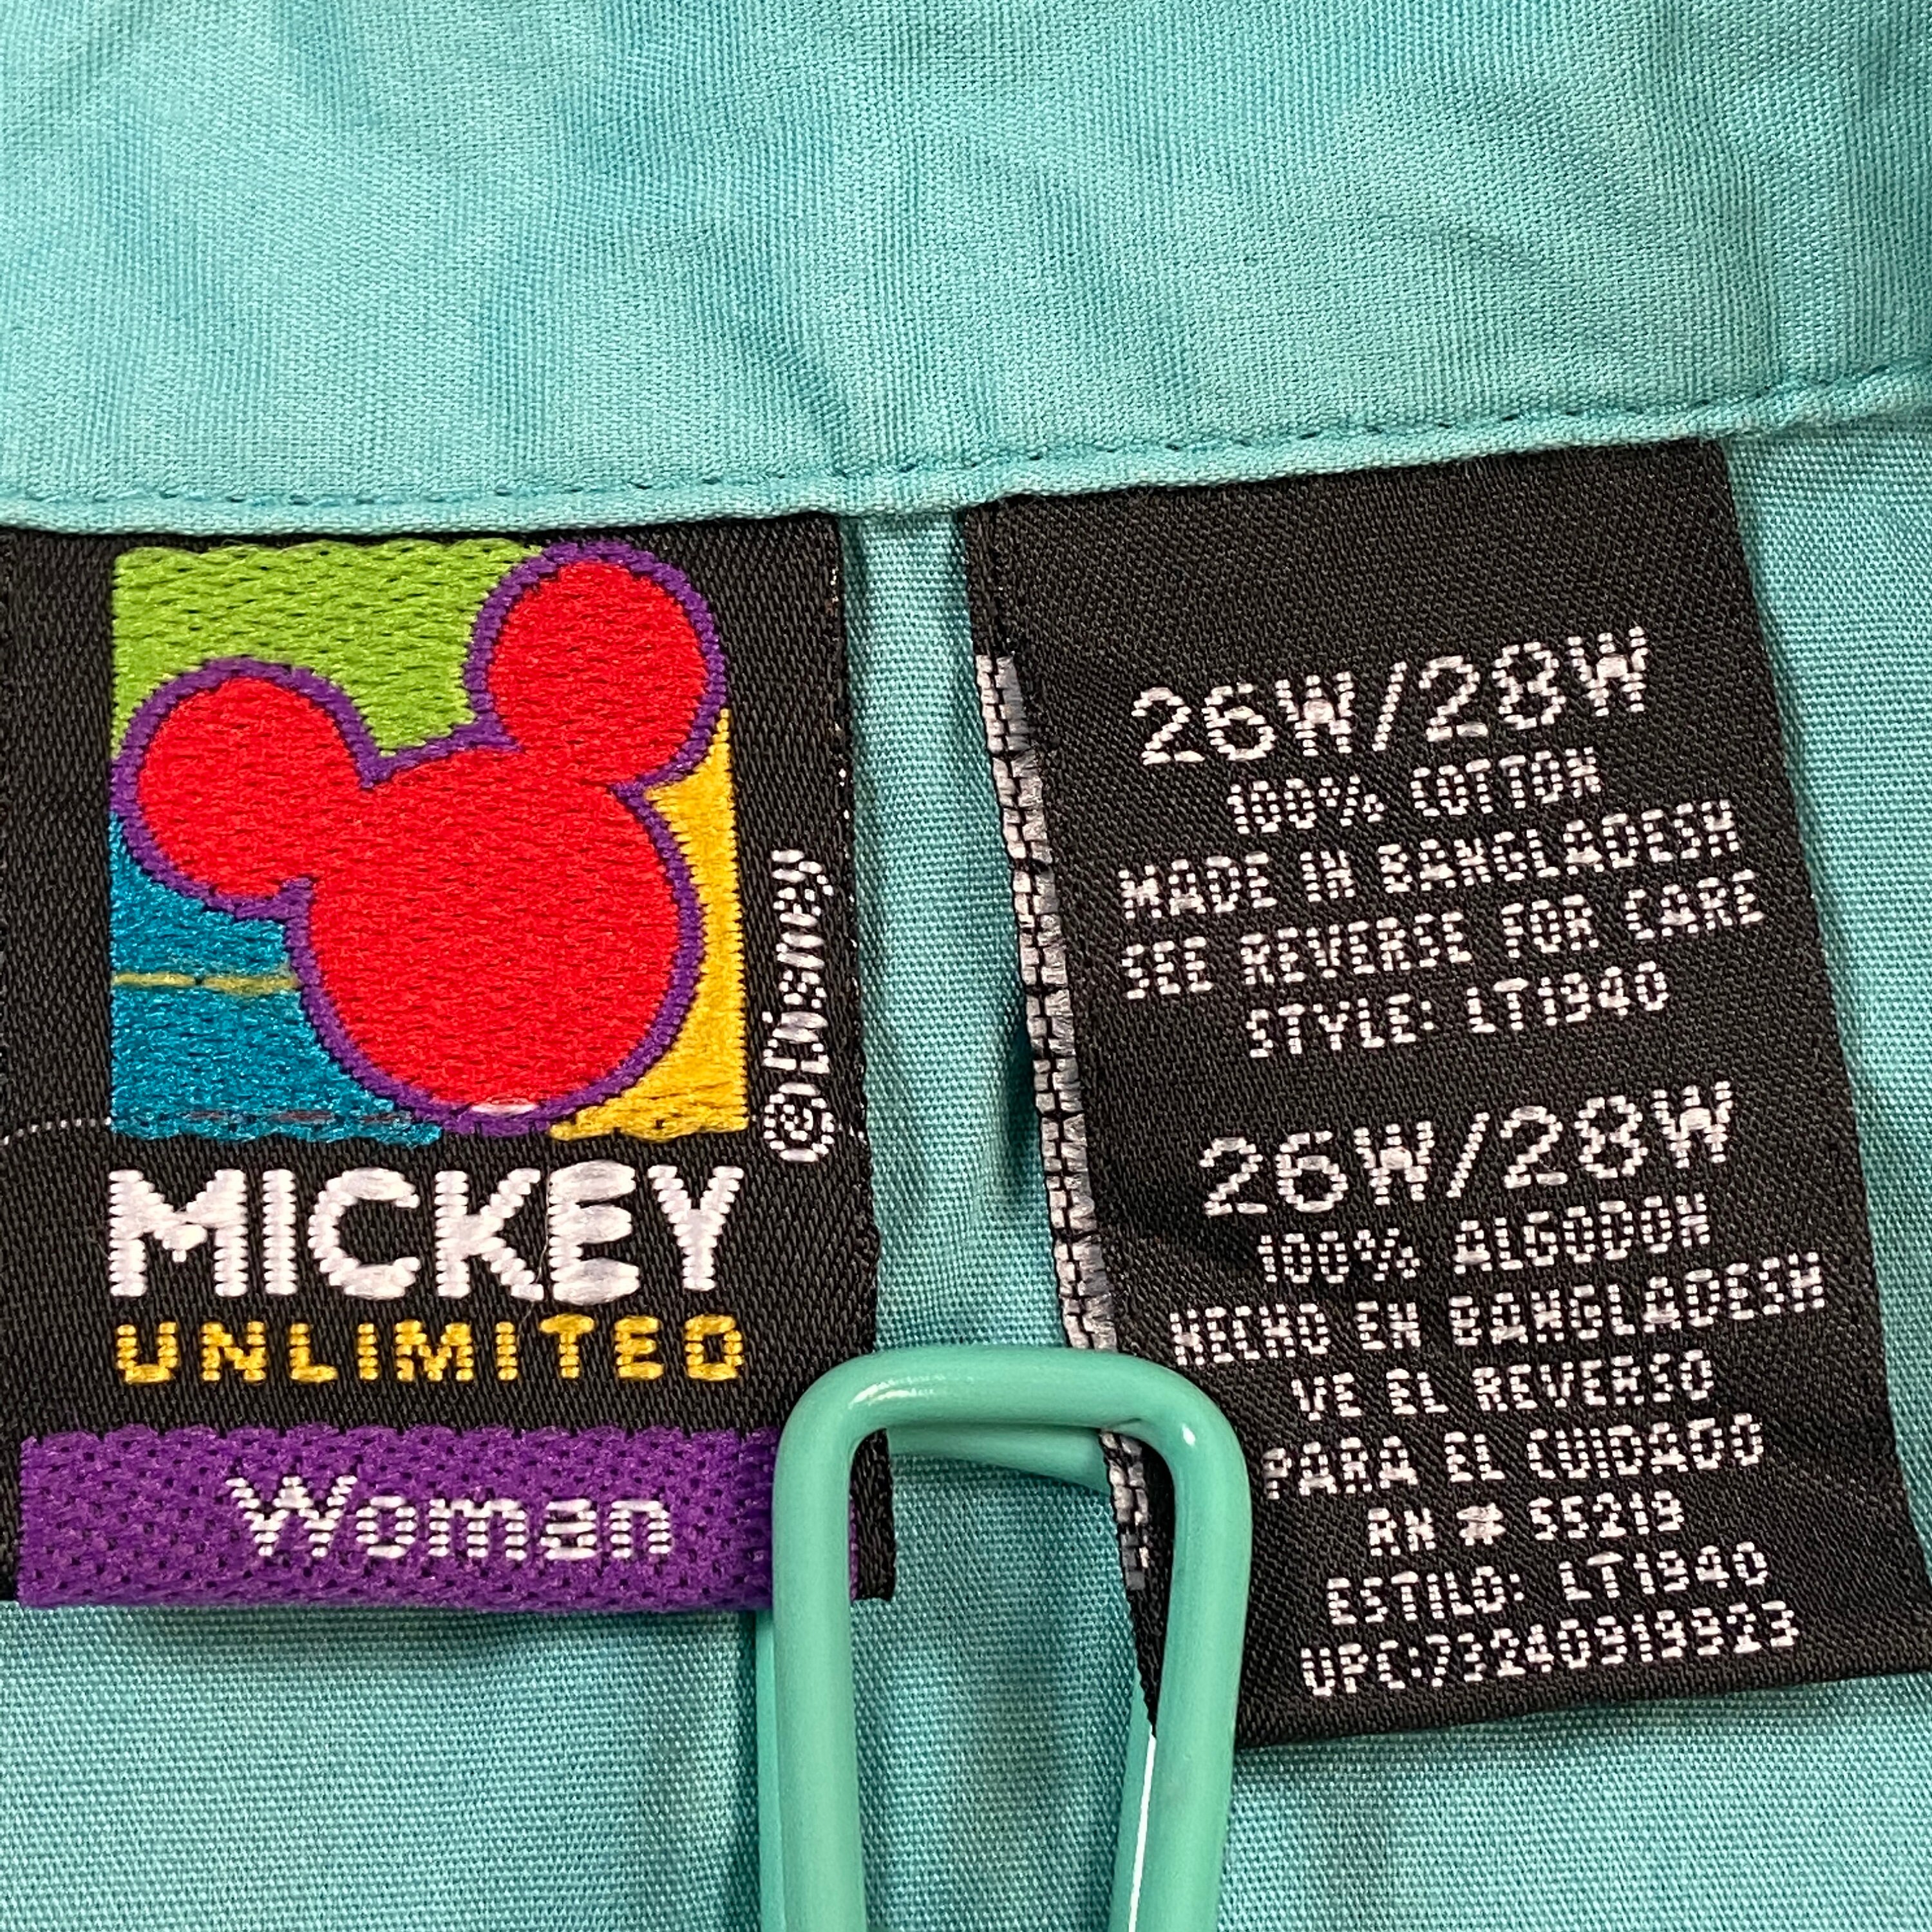 MICKEY
UNLIMITED
Woman
©Disney
26W/28W
100% COTTON
MADE IN BANGLADESH
SEE REVERSE FOR CARE
STYLE: LT1940
26W/28W
100% ALGODON
HECHO EN BANGLADESH
VE EL REVERSO
PARA EL CUIDADO
RN # 55219
ESTILO: LT1940
UPC:73240919923